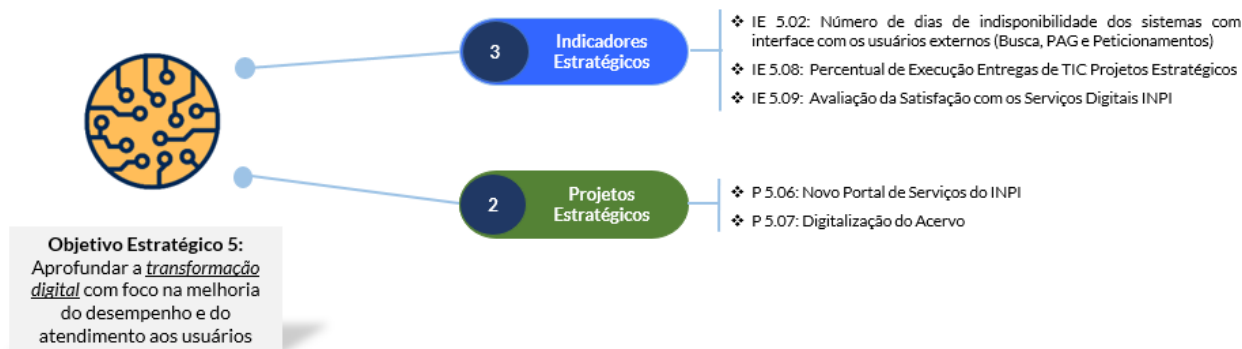 3
Indicadores
Estratégicos
❖ IE 5.02: Número de dias de indisponibilidade dos sistemas com
interface com os usuários externos (Busca, PAG e Peticionamentos)
❖ IE 5.08: Percentual de Execução Entregas de TIC Projetos Estratégicos
❖ IE 5.09: Avaliação da Satisfação com os Serviços Digitais INPI
2
Projetos
Estratégicos
❖ P 5.06: Novo Portal de Serviços do INPI
❖ P 5.07: Digitalização do Acervo
Objetivo Estratégico 5:
Aprofundar a transformação
digital com foco na melhoria
do desempenho e do
atendimento aos usuários